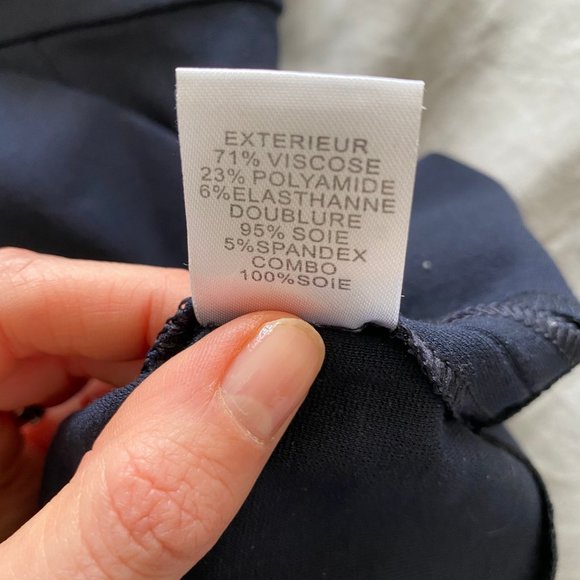 EXTERIEUR
71% VISCOSE
23% POLYAMIDE
6%ELASTHANNE
DOUBLURE
95% SOIE
5%SPANDEX
COMBO
100%SOIE